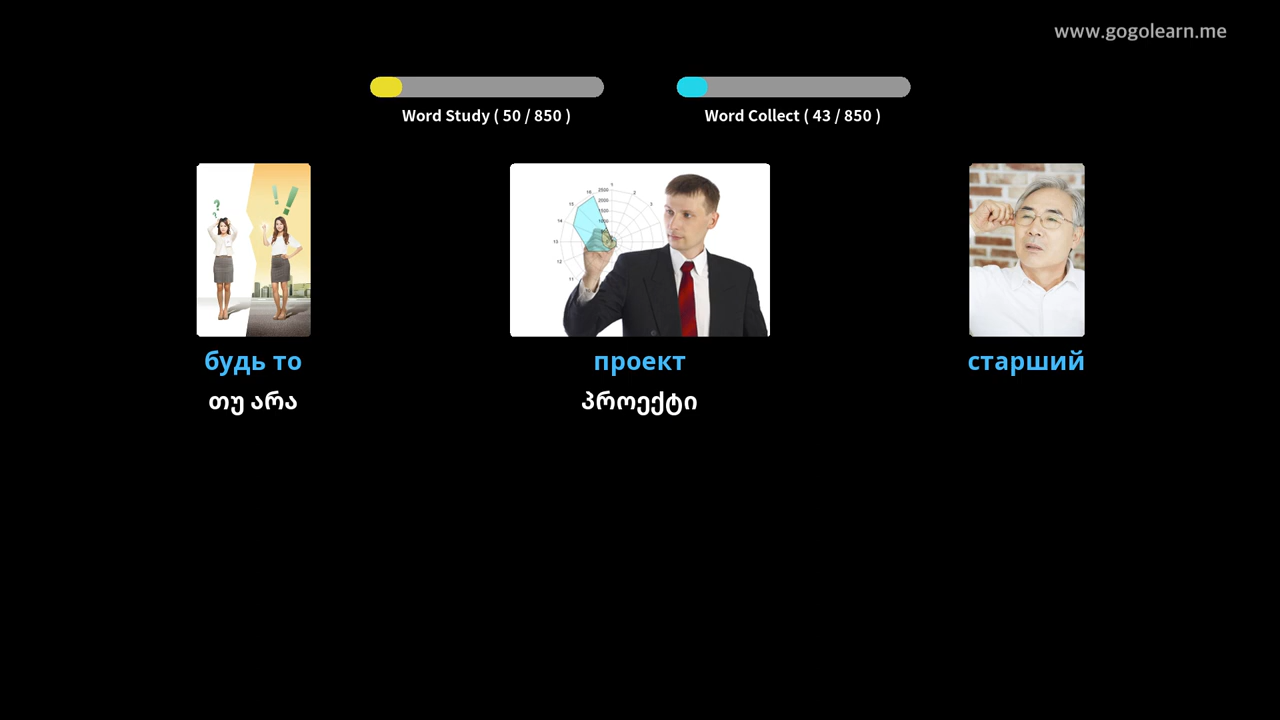 www.gogolearn.me
Word Study ( 50 / 850 )
Word Collect ( 43 / 850 )
будь то
проект
старший
თუ არა
პროექტი